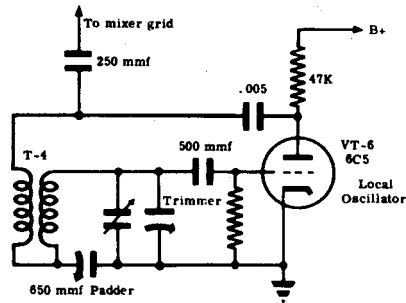 To mixer grid
B+
250 mmf
.005
47K
VT-6
6C5
Local
Oscillator
T-4
500 mmf
Trimmer
650 mmf Padder